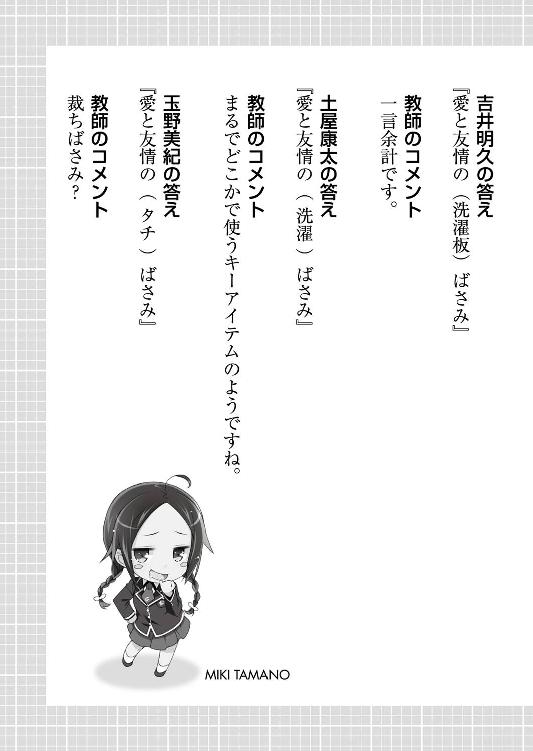 吉井明久の答え
『愛と友情の（洗濯板）ばさみ』
教師のコメント
一言余計です。
土屋康太の答え
『愛と友情の（洗濯）ばさみ』
教師のコメント
まるでどこかで使うキーアイテムのようですね。
玉野美紀の答え
『愛と友情の（タチ）ばさみ』
教師のコメント
裁ちばさみ？
MIKI TAMANO